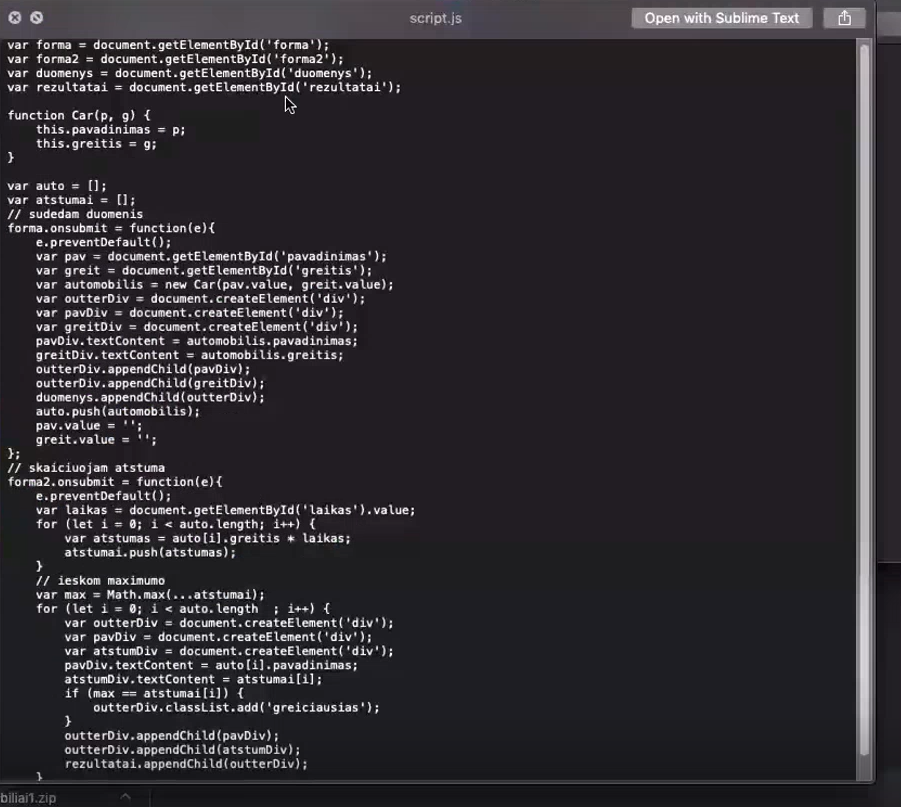 script.js
Open with Sublime Text
var forma = document.getElementById('forma');
var forma2 = document.getElementById('forma2');
var duomenys = document.getElementById('duomenys');
var rezultatai = document.getElementById('rezultatai');
function Car(p, g) {
    this.pavadinimas = p;
    this.greitis = g;
}
var auto = [];
var atstumai = [];
// sudedam duomenis
forma.onsubmit = function(e){
    e.preventDefault();
    var pav = document.getElementById('pavadinimas');
    var greit = document.getElementById('greitis');
    var automobilis = new Car(pav.value, greit.value);
    var outterDiv = document.createElement('div');
    var pavDiv = document.createElement('div');
    var greitDiv = document.createElement('div');
    pavDiv.textContent = automobilis.pavadinimas;
    greitDiv.textContent = automobilis.greitis;
    outterDiv.appendChild(pavDiv);
    outterDiv.appendChild(greitDiv);
    duomenys.appendChild(outterDiv);
    auto.push(automobilis);
    pav.value = '';
    greit.value = '';
};
// skaiciuojam atstuma
forma2.onsubmit = function(e){
    e.preventDefault();
    var laikas = document.getElementById('laikas').value;
    for (let i = 0; i < auto.length; i++) {
        var atstumas = auto[i].greitis * laikas;
        atstumai.push(atstumas);
    }
    // ieskom maximumo
    var max = Math.max(...atstumai);
    for (let i = 0; i < auto.length  ; i++) {
        var outterDiv = document.createElement('div');
        var pavDiv = document.createElement('div');
        var atstumDiv = document.createElement('div');
        pavDiv.textContent = auto[i].pavadinimas;
        atstumDiv.textContent = atstumai[i];
        if (max == atstumai[i]) {
            outterDiv.classList.add('greiciausias');
        }
        outterDiv.appendChild(pavDiv);
        outterDiv.appendChild(atstumDiv);
        rezultatai.appendChild(outterDiv);
    }
biliai1.zip